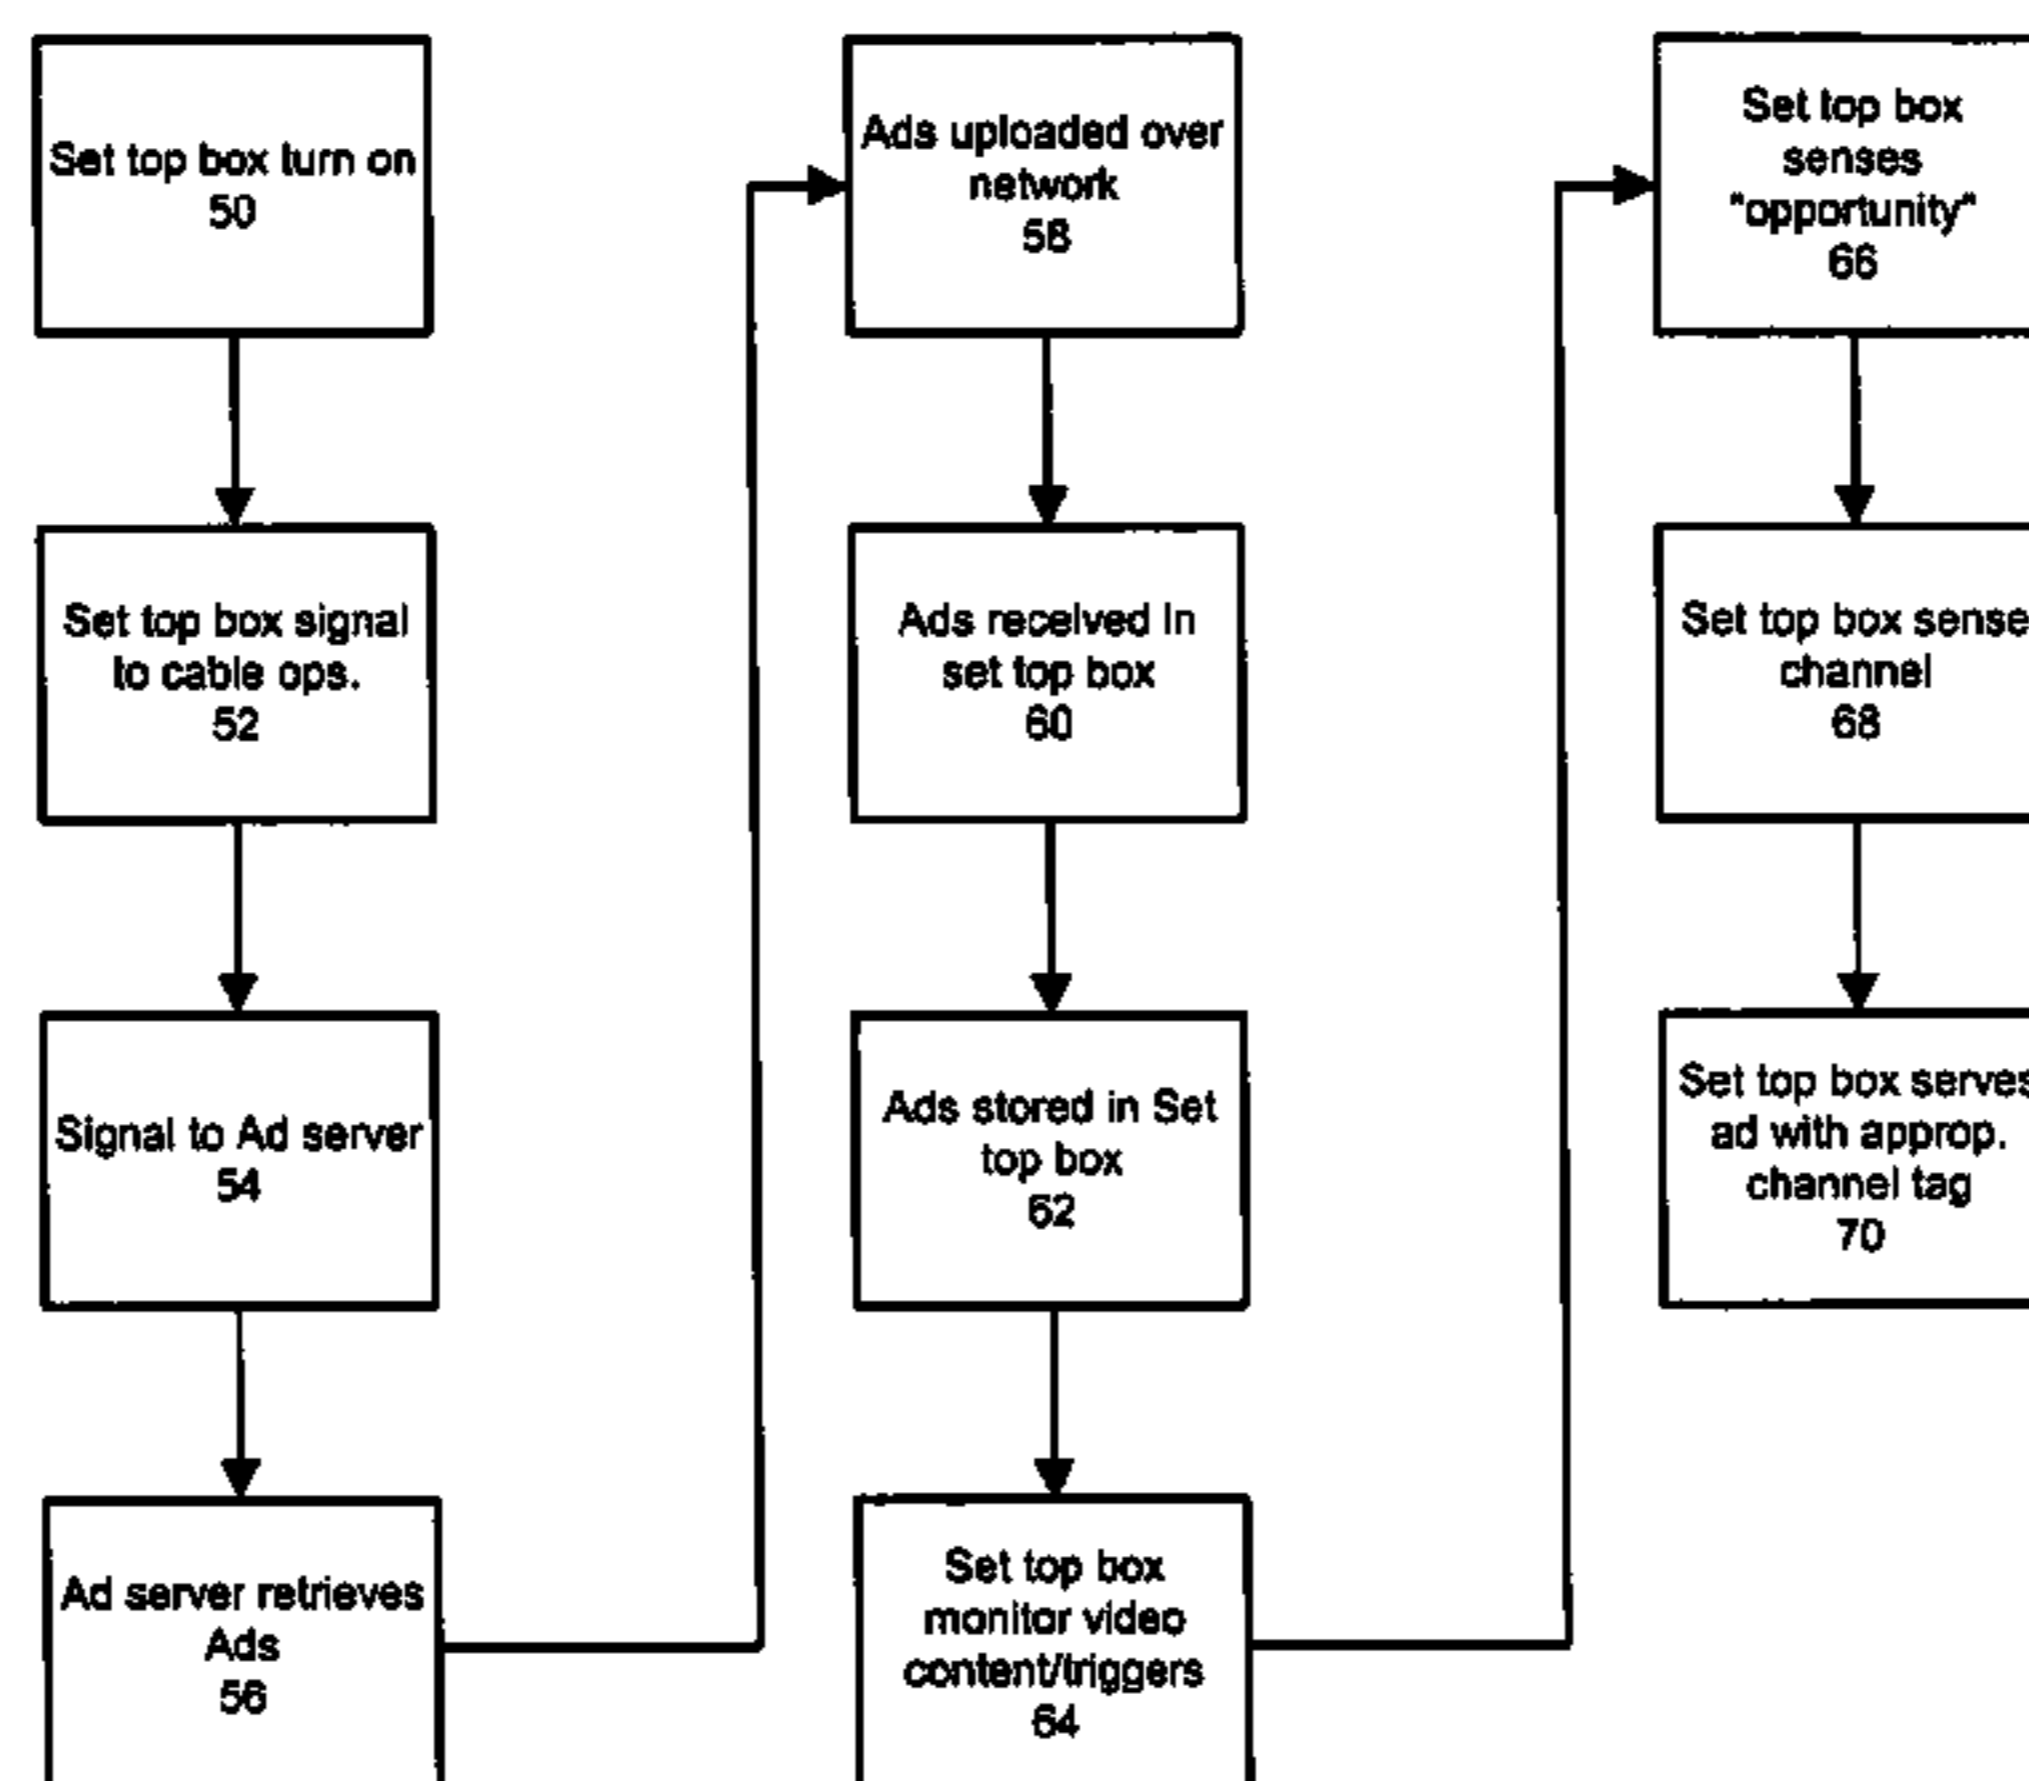 Set top box turn on
50
Set top box signal
to cable ops.
52
Signal to Ad server
54
Ad server retrieves
Ads
56
Ads uploaded over
network
58
Ads received in
set top box
60
Ads stored in Set
top box
62
Set top box
monitor video
content/triggers
64
Set top box
senses
"opportunity"
66
Set top box sense
channel
68
Set top box serves
ad with approp.
channel tag
70